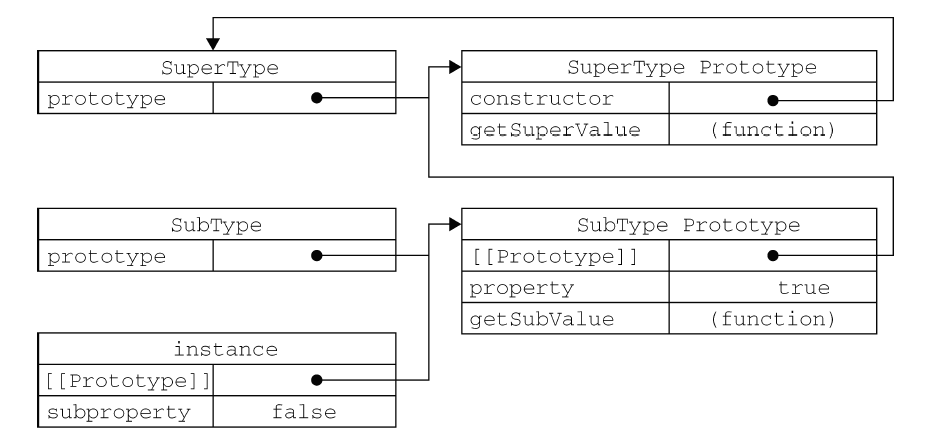 SuperType
prototype
SuperType Prototype
constructor
getSuperValue (function)
SubType
prototype
SubType Prototype
[[Prototype]]
property true
getSubValue (function)
instance
[[Prototype]]
subproperty false